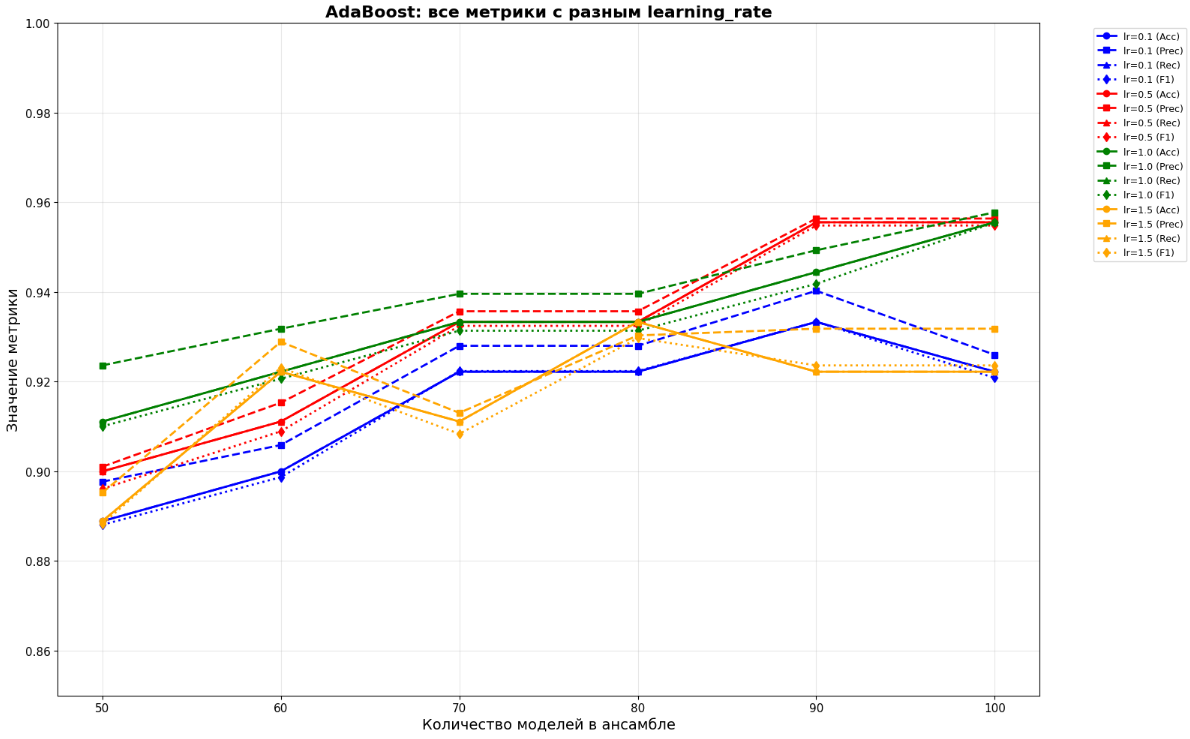 AdaBoost: все метрики с разным learning_rate
1.00
0.98
0.96
0.94
0.92
0.90
0.88
0.86
Значение метрики
50
60
70
80
90
100
Количество моделей в ансамбле
lr=0.1 (Acc)
lr=0.1 (Prec)
lr=0.1 (Rec)
lr=0.1 (F1)
lr=0.5 (Acc)
lr=0.5 (Prec)
lr=0.5 (Rec)
lr=0.5 (F1)
lr=1.0 (Acc)
lr=1.0 (Prec)
lr=1.0 (Rec)
lr=1.0 (F1)
lr=1.5 (Acc)
lr=1.5 (Prec)
lr=1.5 (Rec)
lr=1.5 (F1)